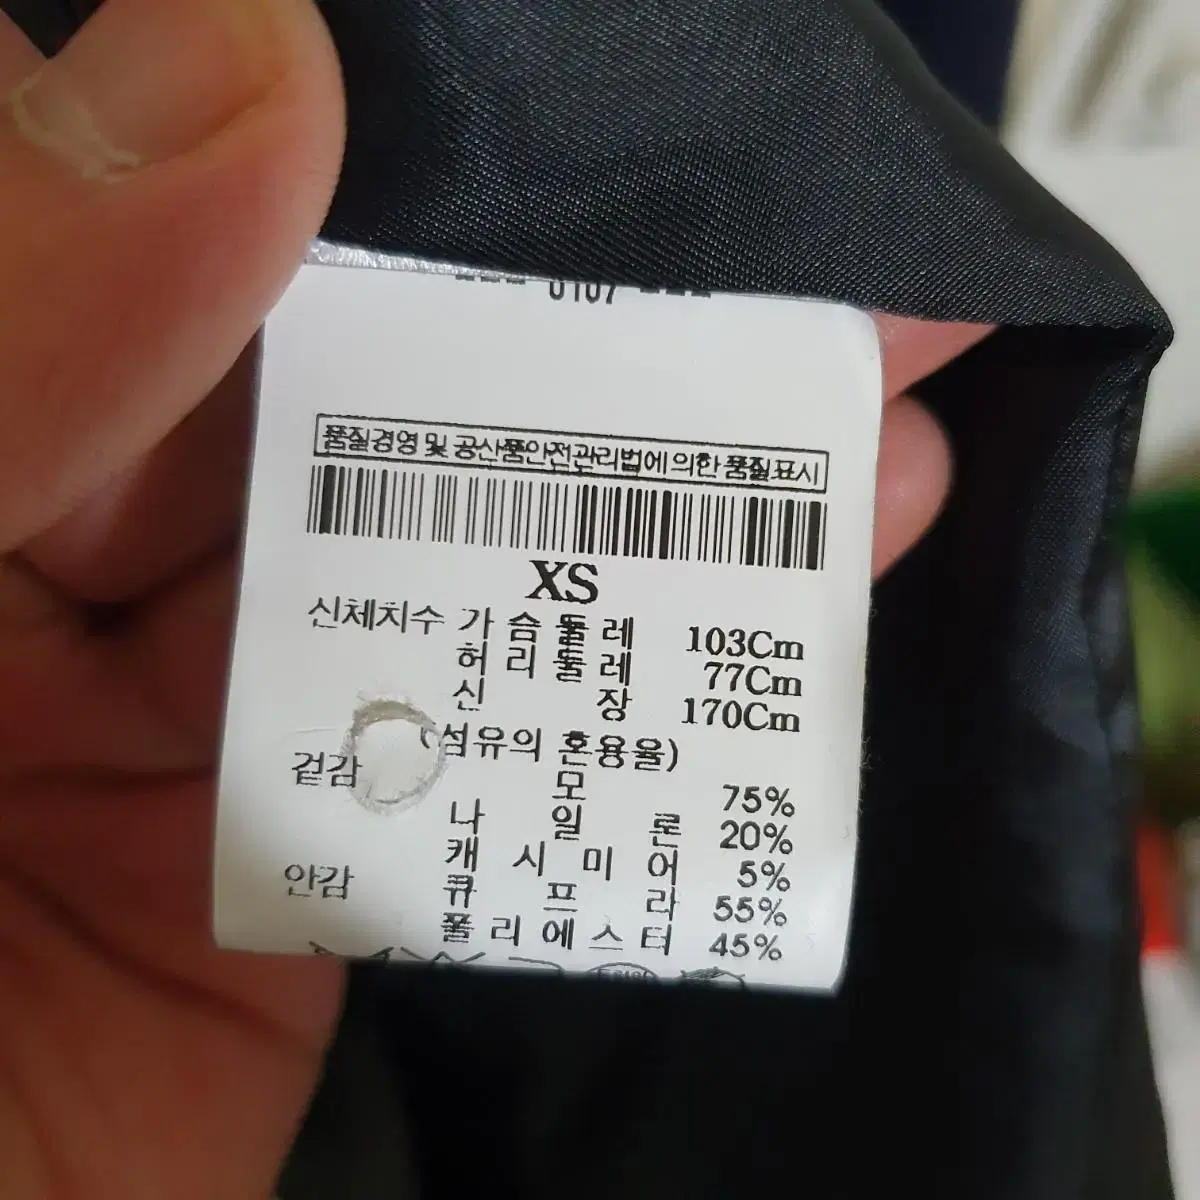 0107
품질경영 및 공산품안전관리법에 의한 품질표시
XS
신체치수 가슴둘레 103Cm
허리둘레 77Cm
신장 170Cm
(섬유의 혼용율)
겉감 모 75%
나일론 20%
캐시미어 5%
안감 큐프라 55%
폴리에스터 45%